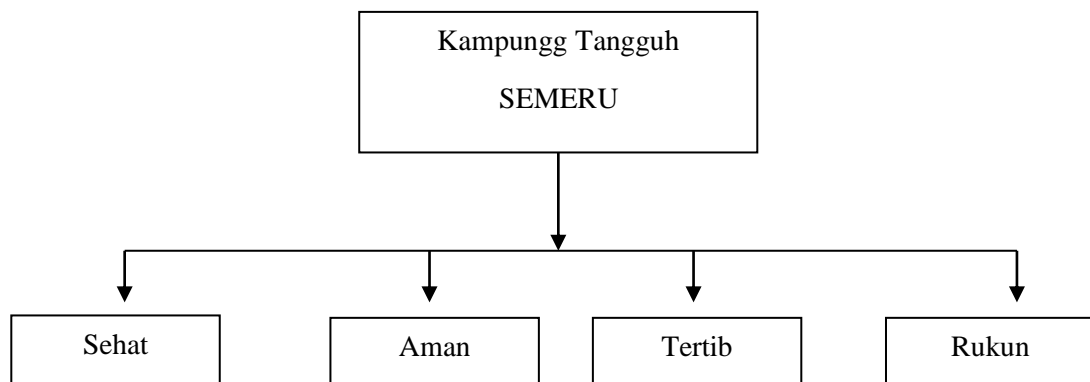 Kampungg Tangguh
SEMERU
Sehat
Aman
Tertib
Rukun